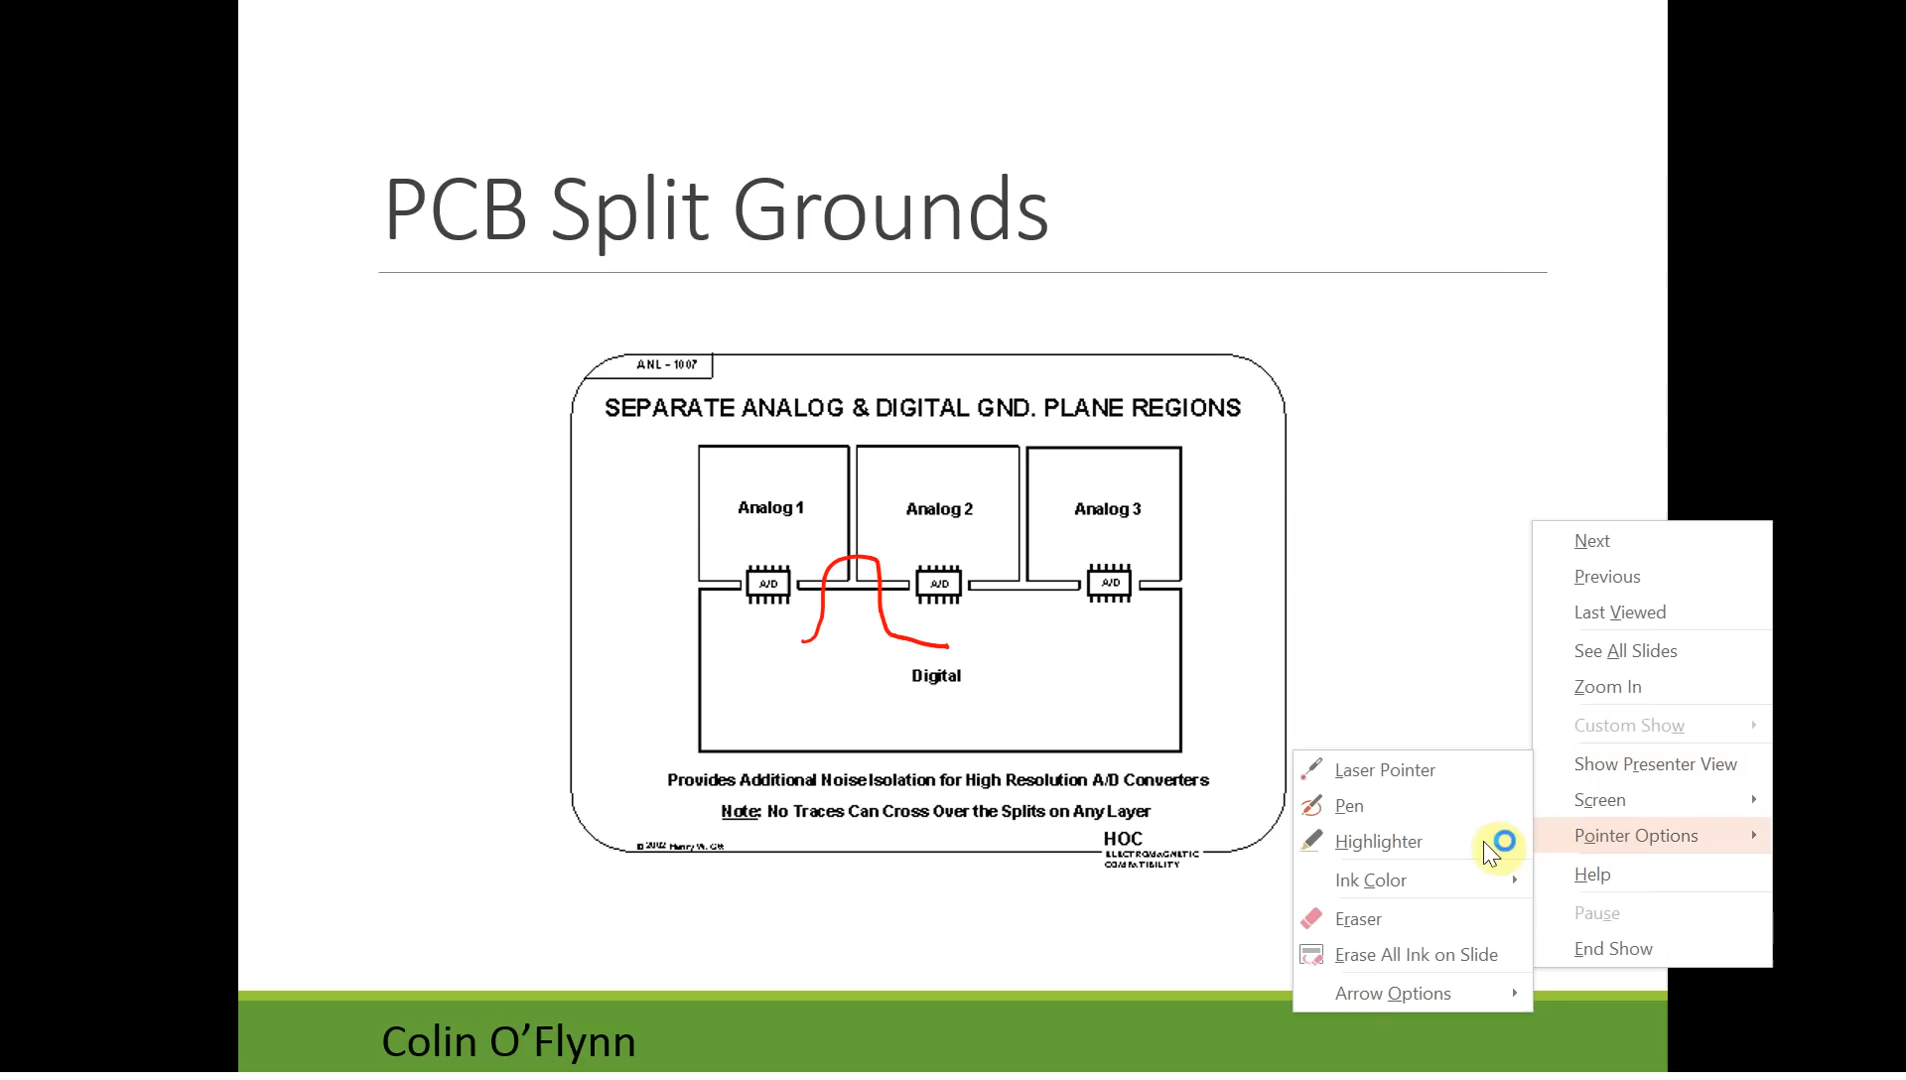 PCB Split Grounds
ANL - 1007
SEPARATE ANALOG & DIGITAL GND. PLANE REGIONS
Analog 1
Analog 2
Analog 3
A/D
A/D
A/D
Digital
Provides Additional Noise Isolation for High Resolution A/D Converters
Note: No Traces Can Cross Over the Splits on Any Layer
© 2002 Henry W. Ott
HOC
ELECTROMAGNETIC
COMPATIBILITY
Next
Previous
Last Viewed
See All Slides
Zoom In
Custom Show
Show Presenter View
Screen
Pointer Options
Help
Pause
End Show
Laser Pointer
Pen
Highlighter
Ink Color
Eraser
Erase All Ink on Slide
Arrow Options
Colin O’Flynn